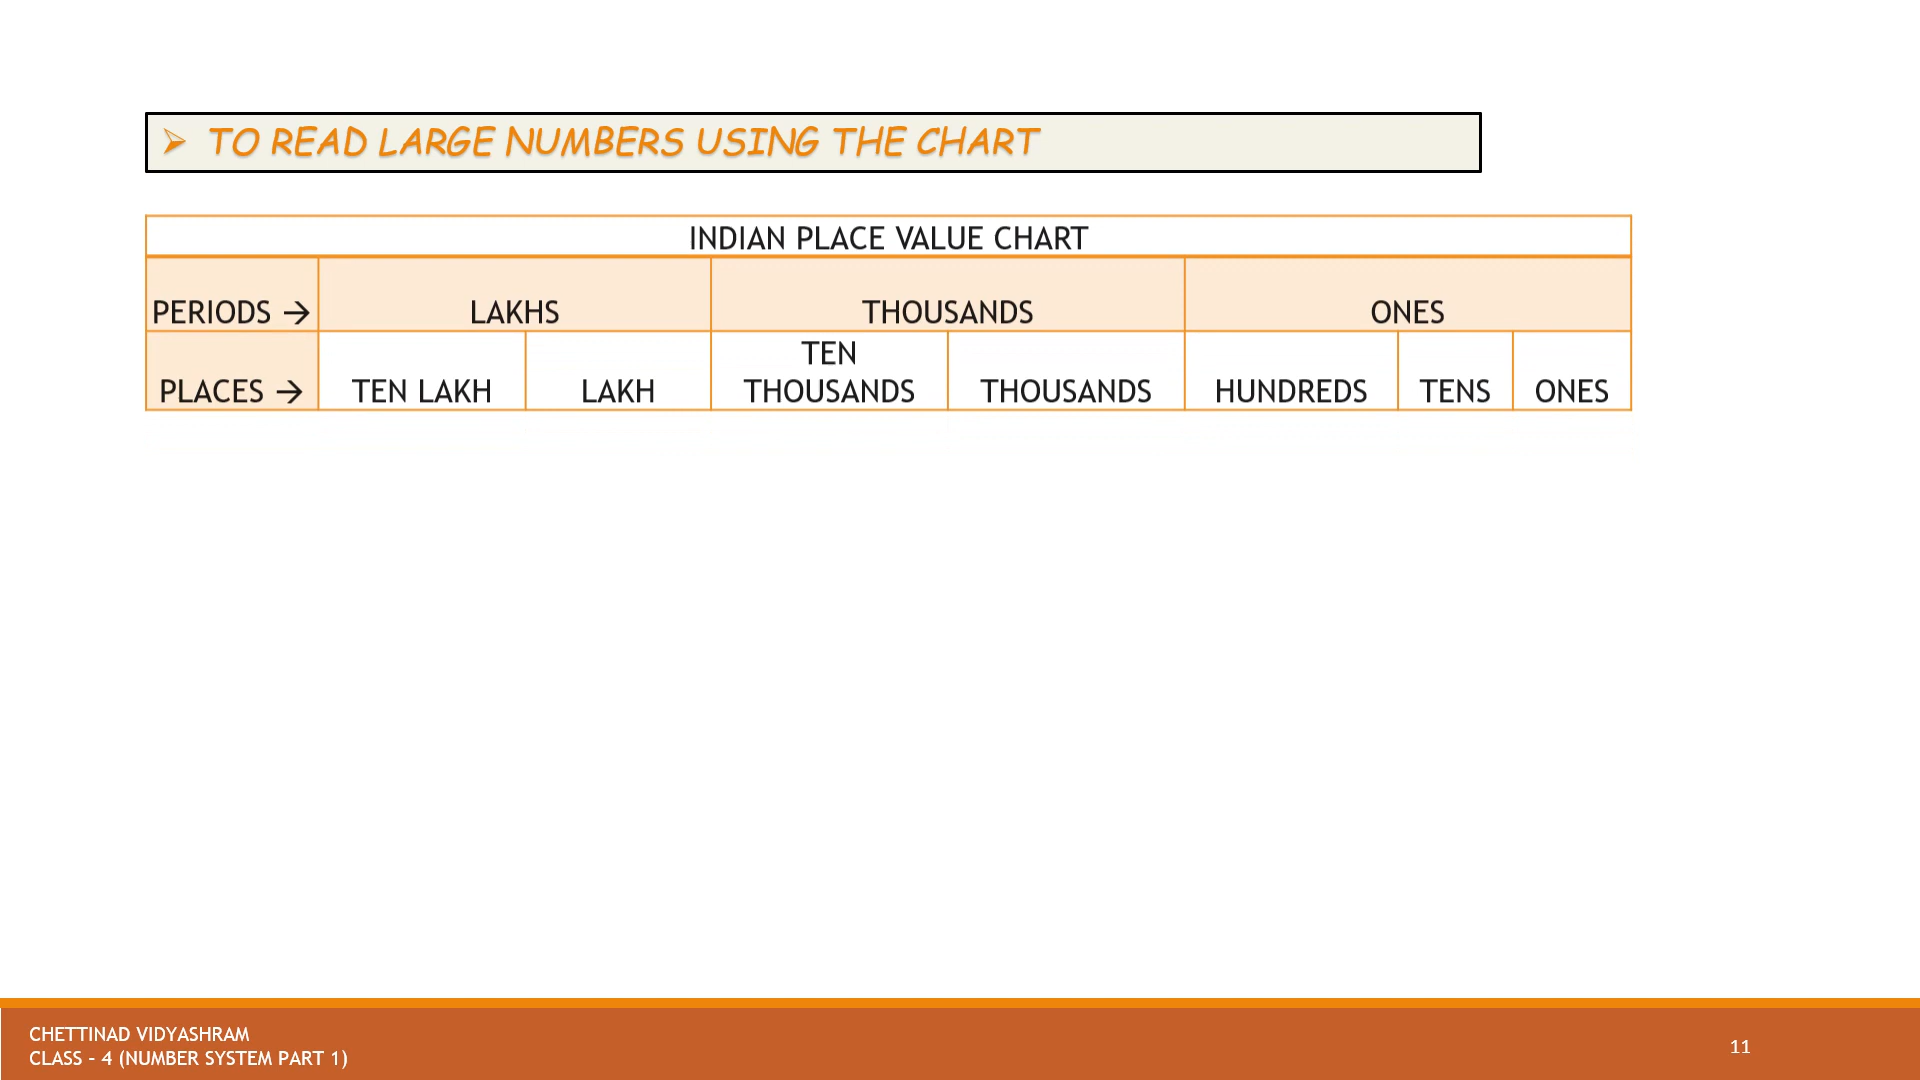 ➢ TO READ LARGE NUMBERS USING THE CHART
INDIAN PLACE VALUE CHART
PERIODS → LAKHS THOUSANDS ONES
PLACES → TEN LAKH LAKH TEN THOUSANDS THOUSANDS HUNDREDS TENS ONES
CHETTINAD VIDYASHRAM
CLASS – 4 (NUMBER SYSTEM PART 1)
11